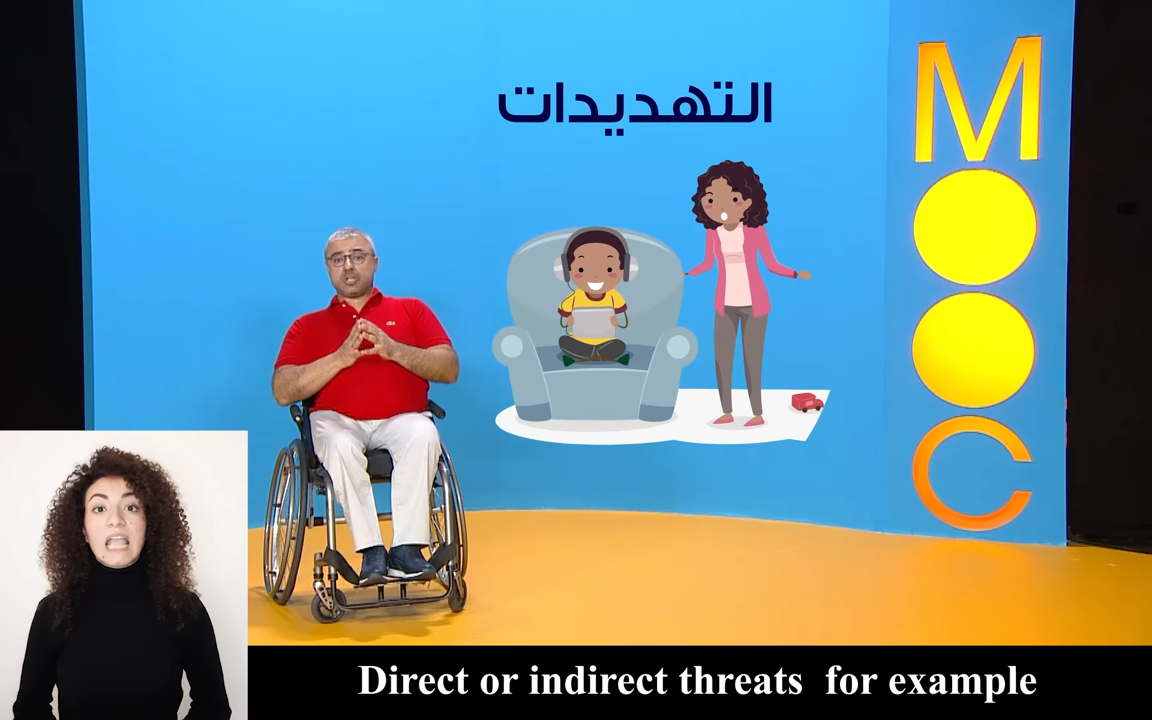 التهديدات
MOOC
Direct or indirect threats  for example